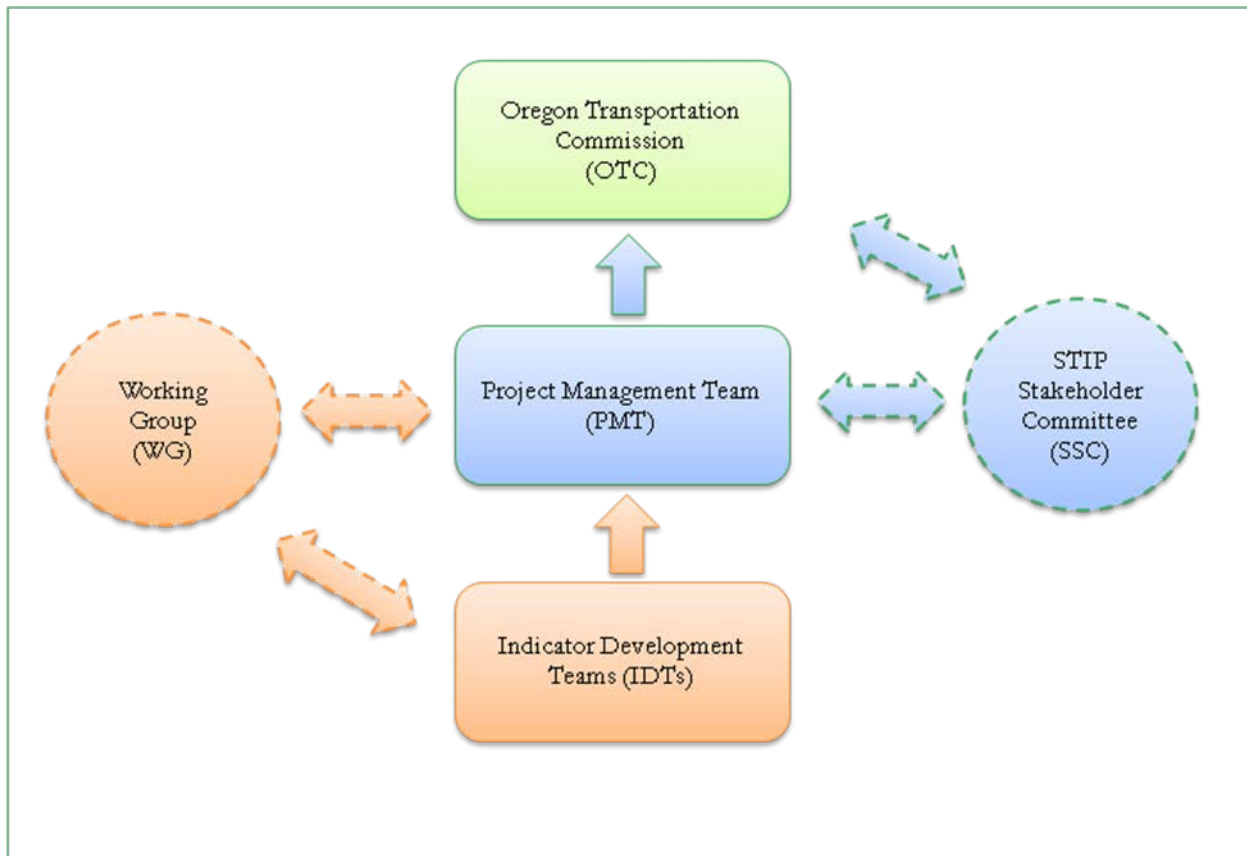 Oregon Transportation
Commission
(OTC)
Working
Group
(WG)
Project Management Team
(PMT)
STIP
Stakeholder
Committee
(SSC)
Indicator Development
Teams (IDTs)